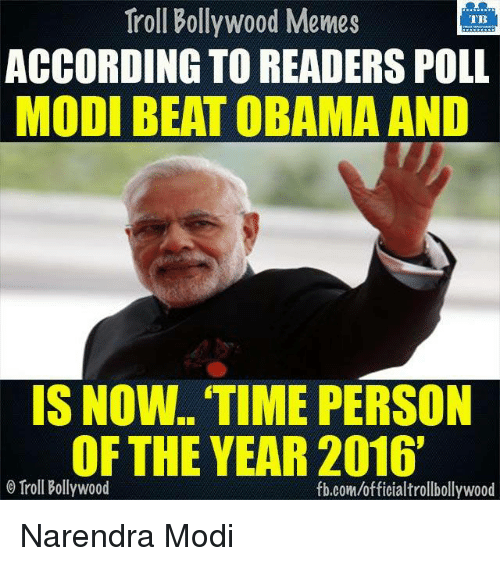 Troll Bollywood Memes
TB
ACCORDING TO READERS POLL
MODI BEAT OBAMA AND
IS NOW.. 'TIME PERSON
OF THE YEAR 2016'
© Troll Bollywood
fb.com/officialtrollbollywood
Narendra Modi